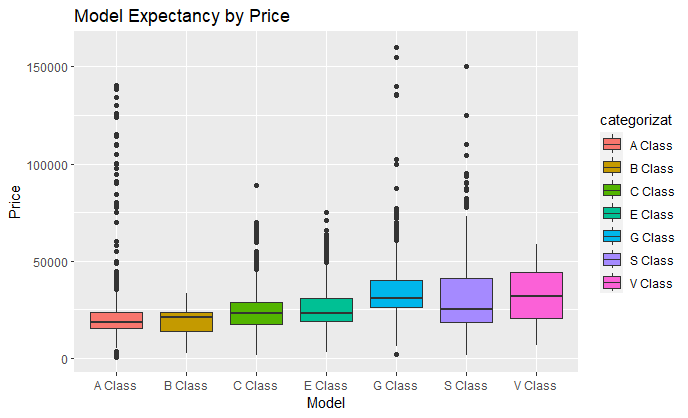 Model Expectancy by Price
150000
100000
50000
0
Price
A Class
B Class
C Class
E Class
G Class
S Class
V Class
Model
categorizat
A Class
B Class
C Class
E Class
G Class
S Class
V Class